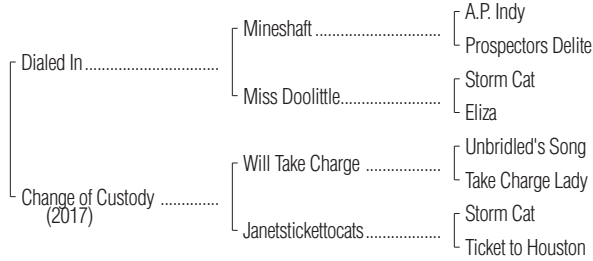 A.P. Indy
Mineshaft ..............................
Prospectors Delite
Dialed In................................
Storm Cat
Miss Doolittle........................
Eliza
Unbridled's Song
Will Take Charge ..................
Take Charge Lady
Change of Custody ..............
(2017)
Storm Cat
Janetstickettocats..................
Ticket to Houston